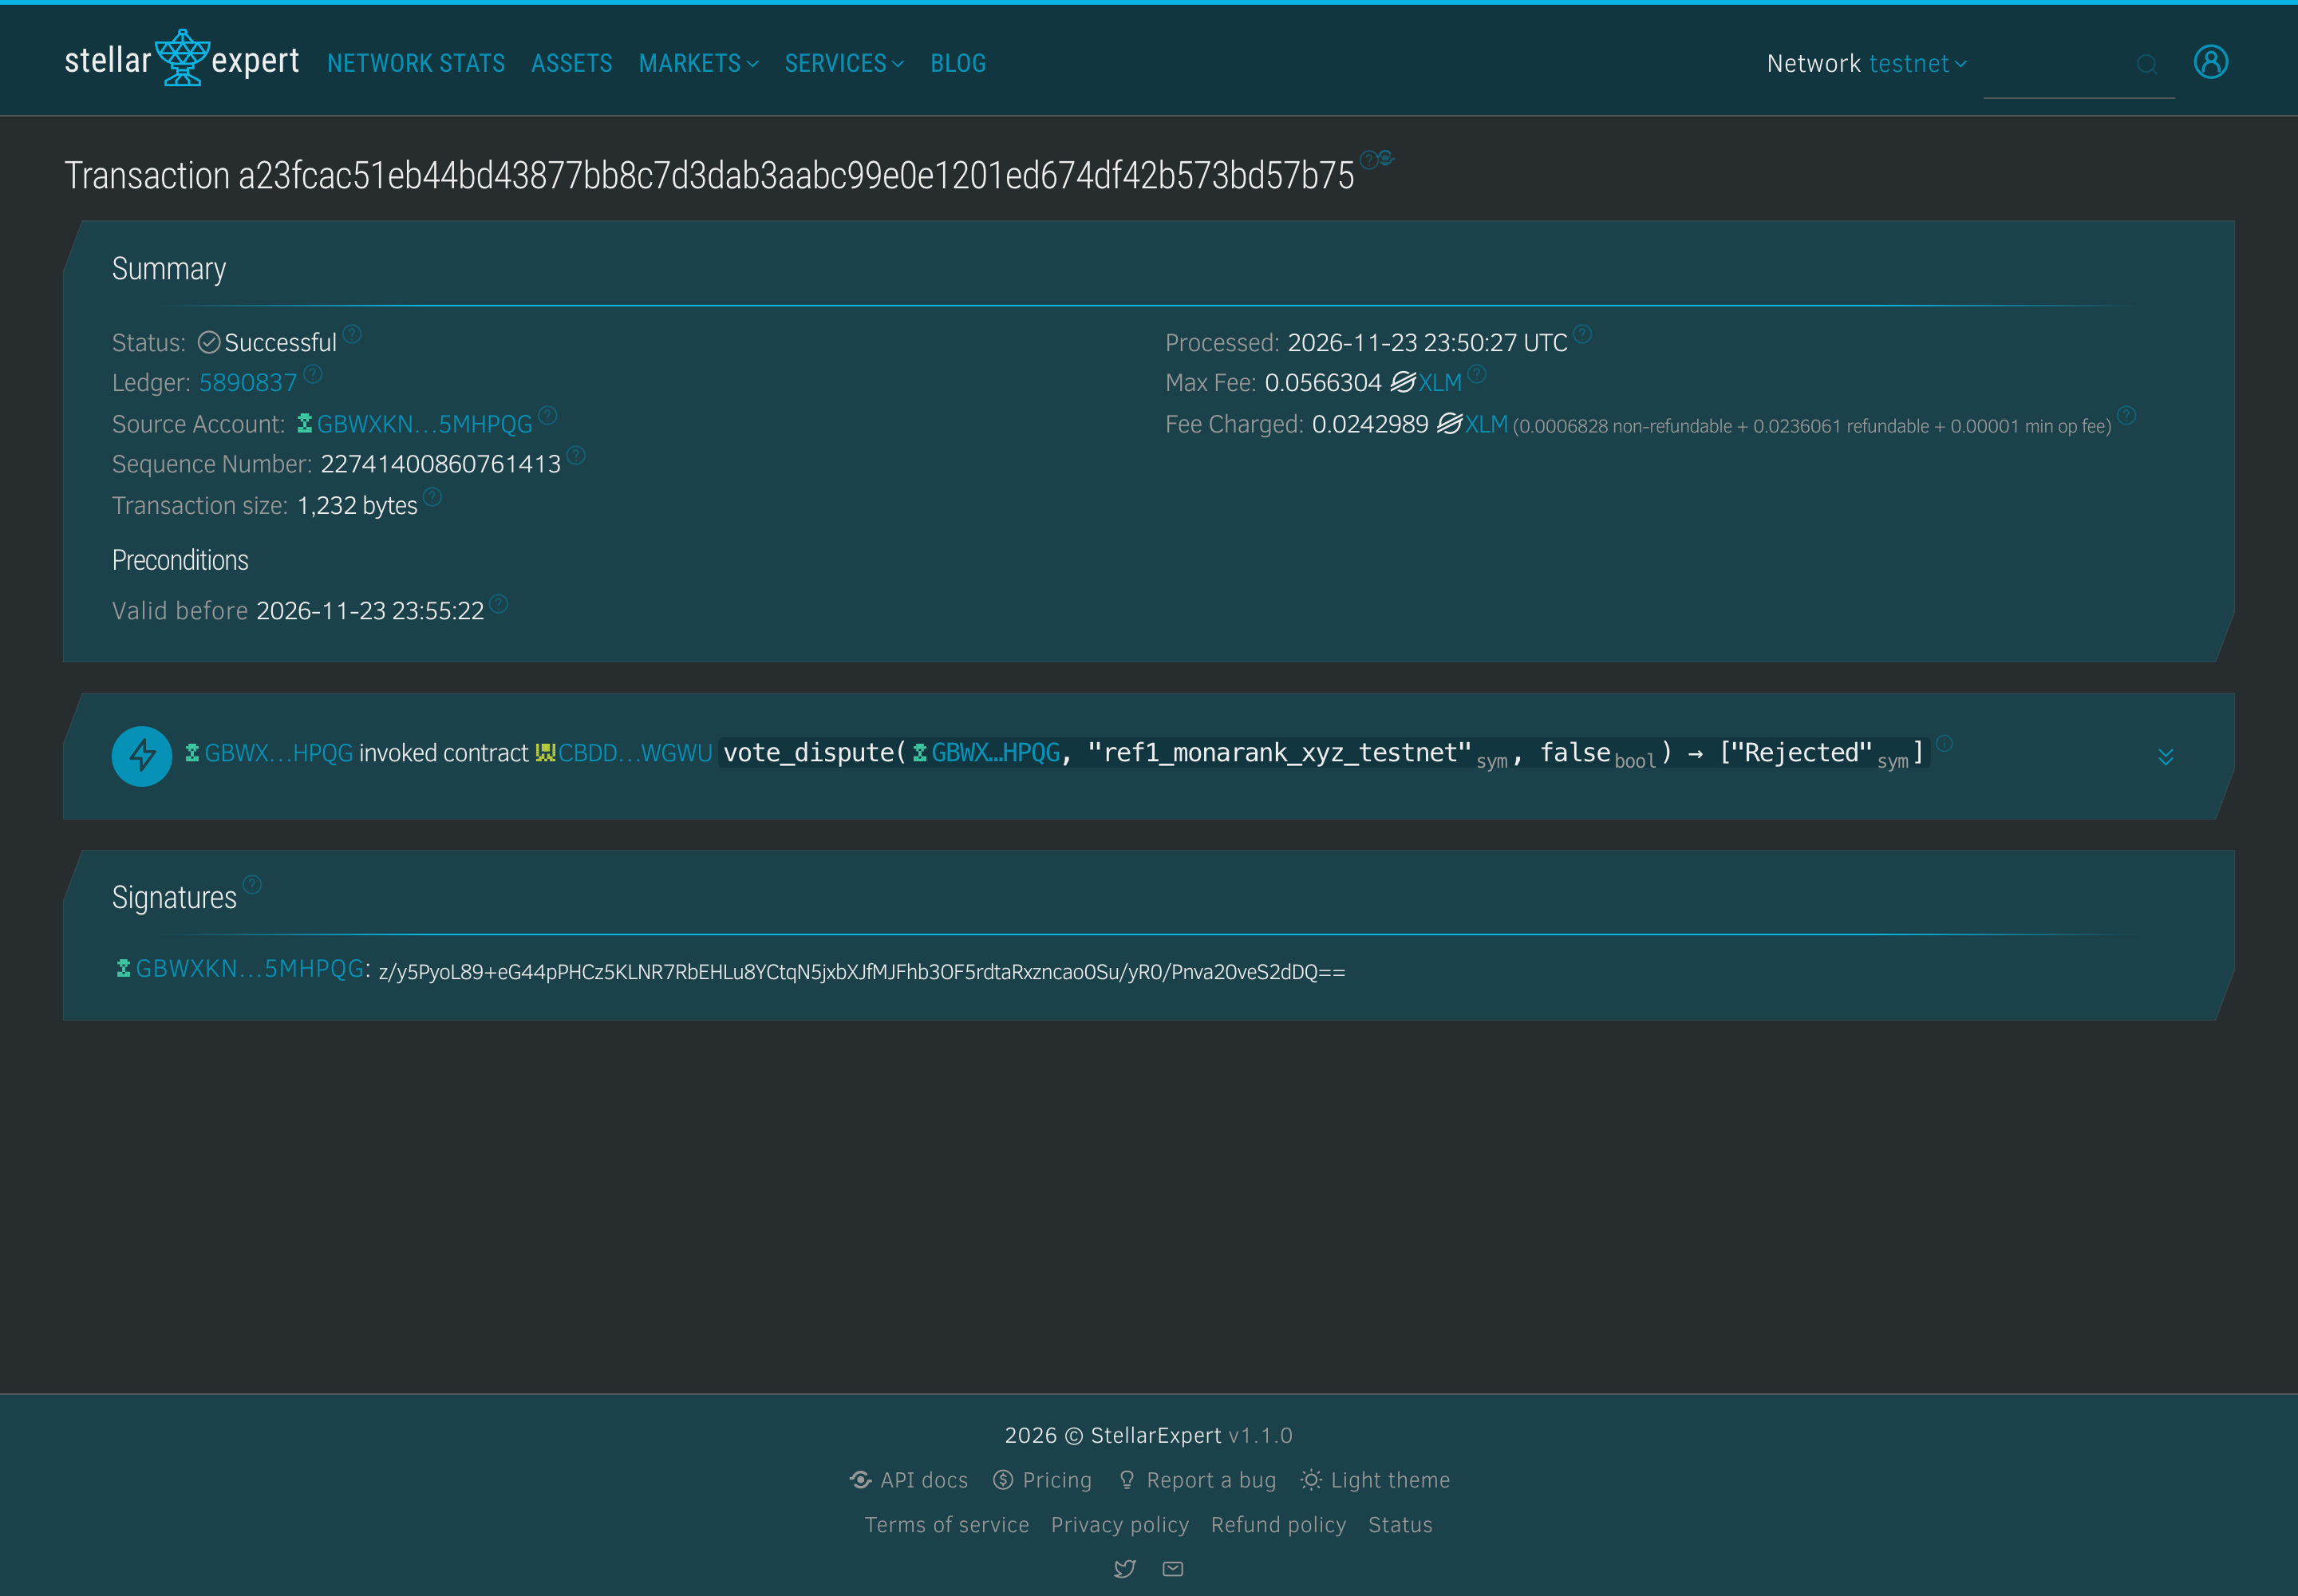 stellar expert NETWORK STATS ASSETS MARKETS SERVICES BLOG Network testnet
Transaction a23fcac51eb44bd43877bb8c7d3dab3aabc99e0e1201ed674df42b573bd57b75
Summary
Status: Successful
Ledger: 5890837
Source Account: GBWXKN…5MHPQG
Sequence Number: 22741400860761413
Transaction size: 1,232 bytes
Processed: 2026-11-23 23:50:27 UTC
Max Fee: 0.0566304 XLM
Fee Charged: 0.0242989 XLM (0.0006828 non-refundable + 0.0236061 refundable + 0.00001 min op fee)
Preconditions
Valid before 2026-11-23 23:55:22
GBWX…HPQG invoked contract CBDD…WGWU vote_dispute(GBWX…HPQG, "ref1_monarank_xyz_testnet"sym, falsebool) → ["Rejected"sym]
Signatures
GBWXKN…5MHPQG: z/y5PyoL89+eG44pPHCz5KLNR7RbEHLu8YCtqN5jxbXJfMJFhb3OF5rdtaRxzncao0Su/yR0/Pnva20veS2dDQ==
2026 © StellarExpert v1.1.0
API docs Pricing Report a bug Light theme
Terms of service Privacy policy Refund policy Status